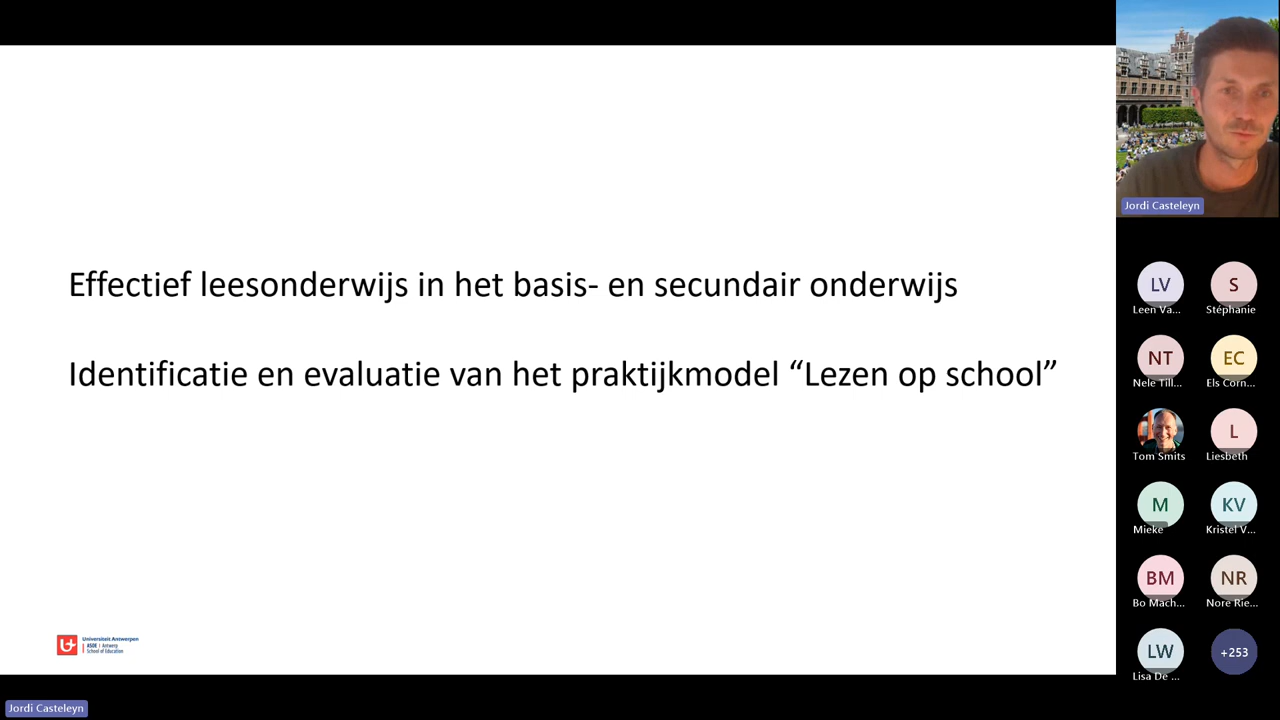 Effectief leesonderwijs in het basis- en secundair onderwijs
Identificatie en evaluatie van het praktijkmodel “Lezen op school”
Universiteit Antwerpen
ASOE | Antwerp
School of Education
Jordi Casteleyn
Jordi Casteleyn
LV
Leen Va...
S
Stéphanie
NT
Nele Till...
EC
Els Corn...
Tom Smits
L
Liesbeth
M
Mieke
KV
Kristel V...
BM
Bo Mach...
NR
Nore Rie...
LW
Lisa De ...
+253